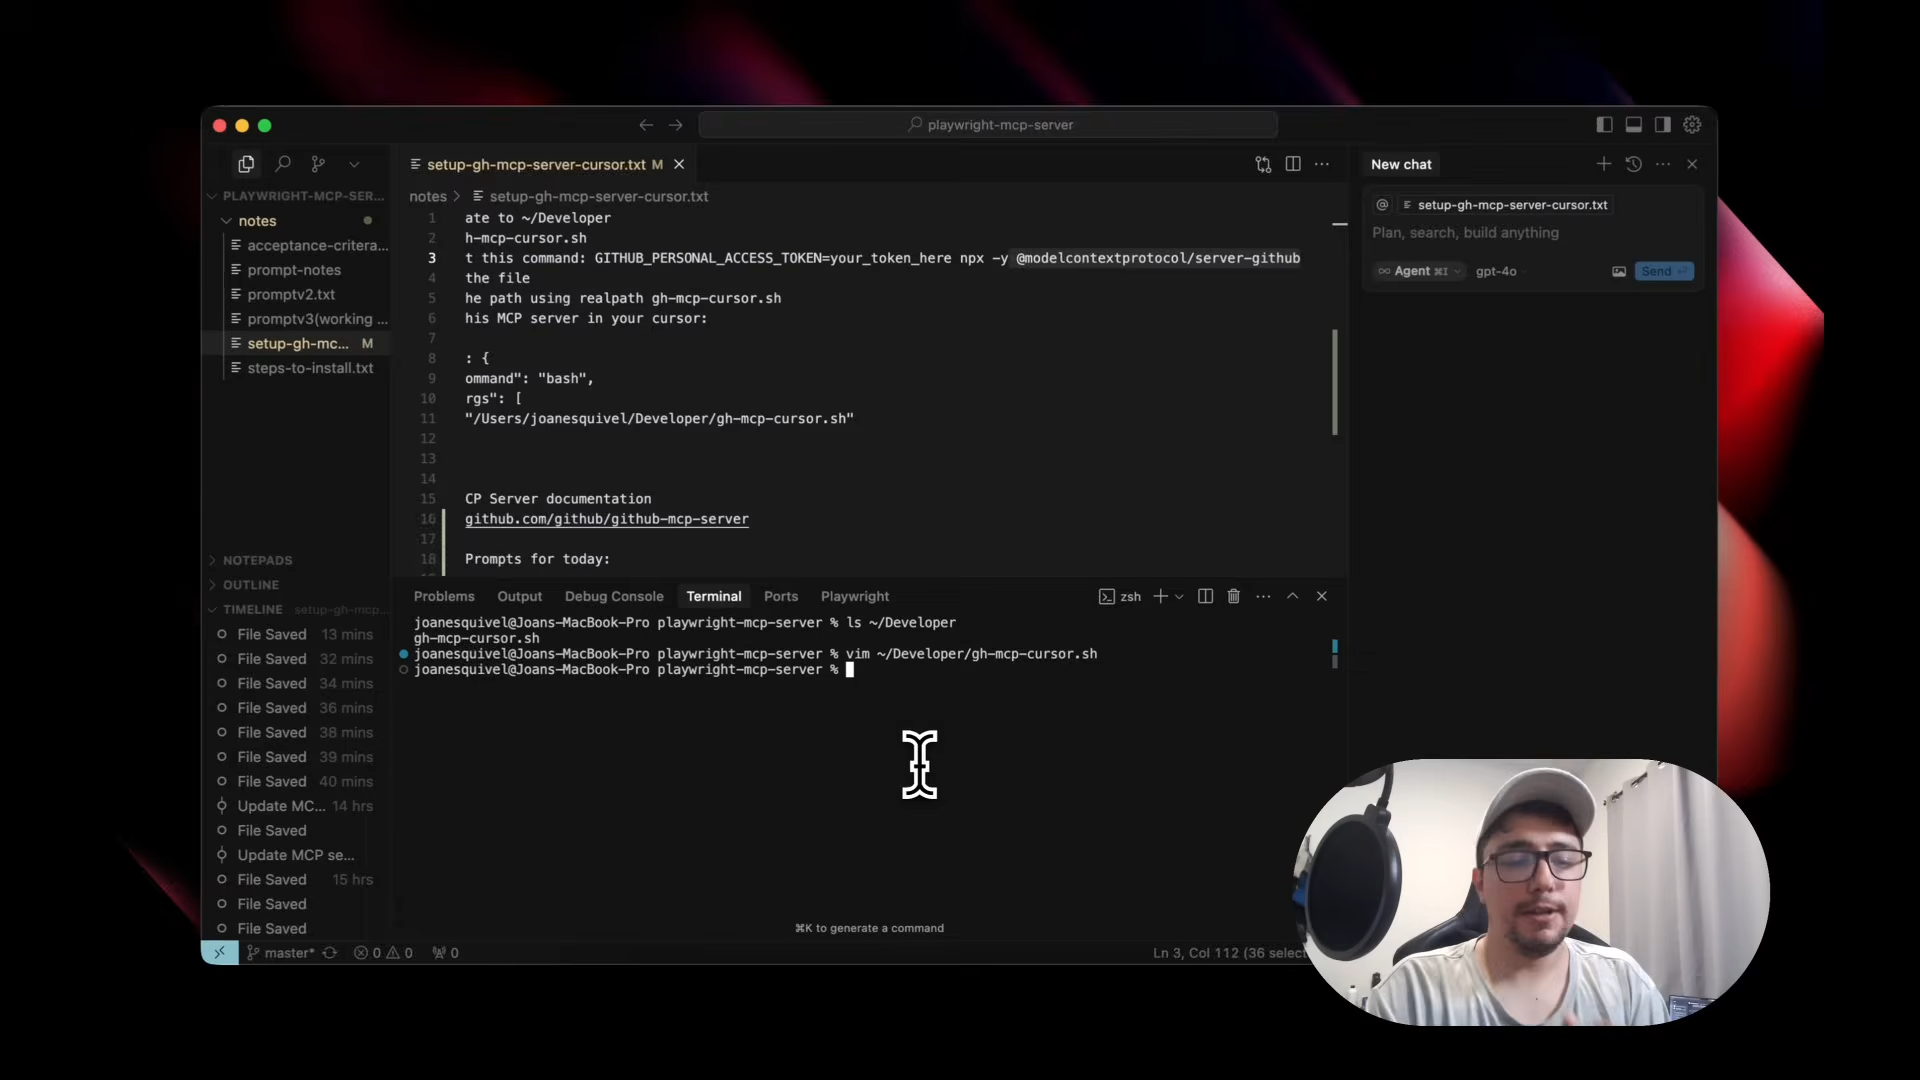 playwright-mcp-server
setup-gh-mcp-server-cursor.txt M
New chat
PLAYWRIGHT-MCP-SER...
notes
acceptance-critera...
prompt-notes
promptv2.txt
promptv3(working ...
setup-gh-mc... M
steps-to-install.txt
notes > setup-gh-mcp-server-cursor.txt
1 ate to ~/Developer
2 h-mcp-cursor.sh
3 t this command: GITHUB_PERSONAL_ACCESS_TOKEN=your_token_here npx -y @modelcontextprotocol/server-github
4 the file
5 he path using realpath gh-mcp-cursor.sh
6 his MCP server in your cursor:
7
8 : {
9 ommand": "bash",
10 rgs": [
11 "/Users/joanesquivel/Developer/gh-mcp-cursor.sh"
12
13
14
15 CP Server documentation
16 github.com/github/github-mcp-server
17
18 Prompts for today:
@ setup-gh-mcp-server-cursor.txt
Plan, search, build anything
∞ Agent ⌘I gpt-4o Send
NOTEPADS
OUTLINE
TIMELINE setup-gh-mcp...
File Saved 13 mins
File Saved 32 mins
File Saved 34 mins
File Saved 36 mins
File Saved 38 mins
File Saved 39 mins
File Saved 40 mins
Update MC... 14 hrs
File Saved
Update MCP se...
File Saved 15 hrs
File Saved
File Saved
Problems Output Debug Console Terminal Ports Playwright zsh
joanesquivel@Joans-MacBook-Pro playwright-mcp-server % ls ~/Developer
gh-mcp-cursor.sh
joanesquivel@Joans-MacBook-Pro playwright-mcp-server % vim ~/Developer/gh-mcp-cursor.sh
joanesquivel@Joans-MacBook-Pro playwright-mcp-server %
⌘K to generate a command
master* 0 0 0
Ln 3, Col 112 (36 select